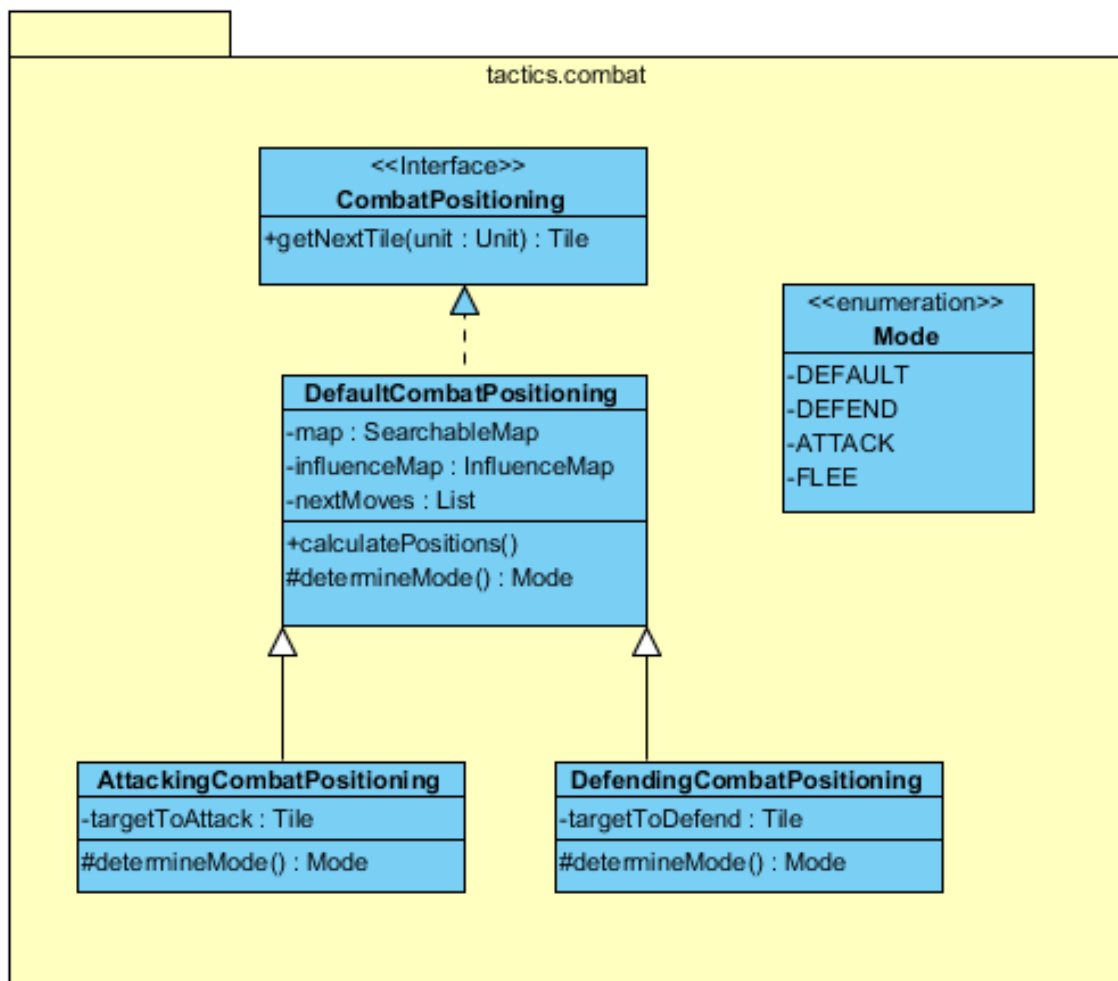 tactics.combat
<<Interface>>
CombatPositioning
+getNextTile(unit : Unit) : Tile
<<enumeration>>
Mode
-DEFAULT
-DEFEND
-ATTACK
-FLEE
DefaultCombatPositioning
-map : SearchableMap
-influenceMap : InfluenceMap
-nextMoves : List
+calculatePositions()
#determineMode() : Mode
AttackingCombatPositioning
-targetToAttack : Tile
#determineMode() : Mode
DefendingCombatPositioning
-targetToDefend : Tile
#determineMode() : Mode